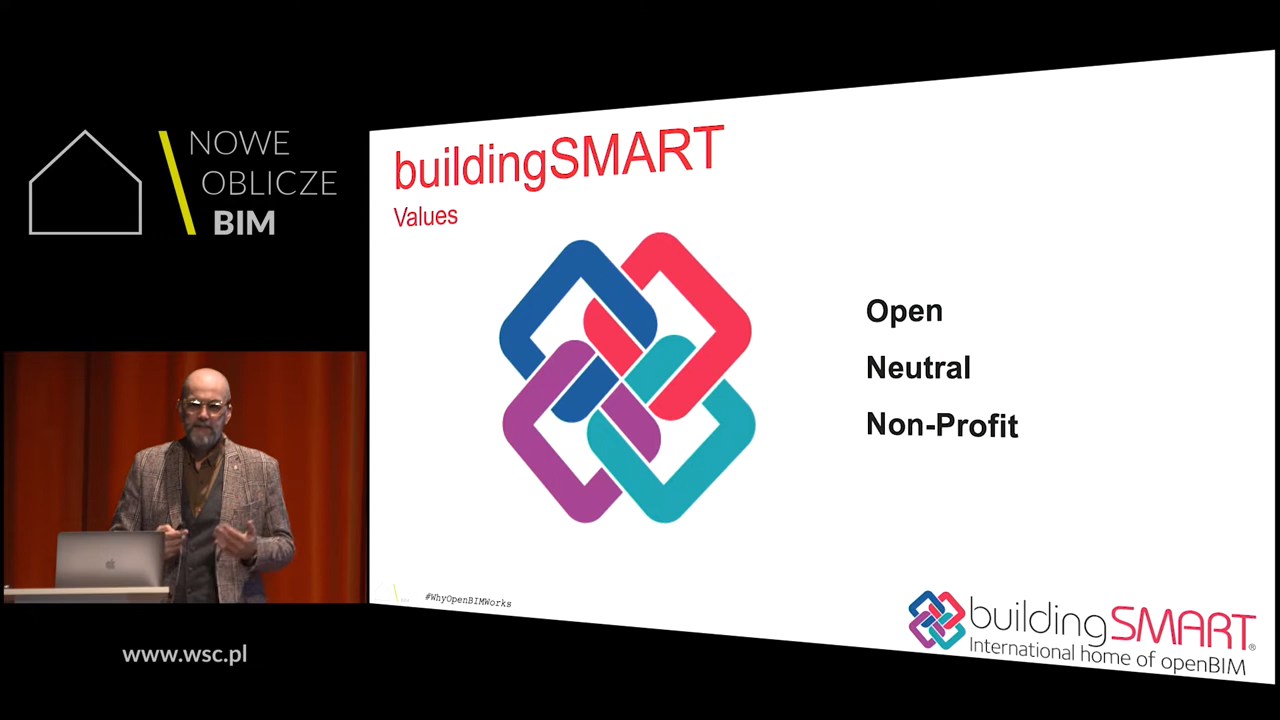 NOWE
OBLICZE
BIM
buildingSMART
Values
Open
Neutral
Non-Profit
#WhyOpenBIMWorks
buildingSMART®
International home of openBIM
www.wsc.pl